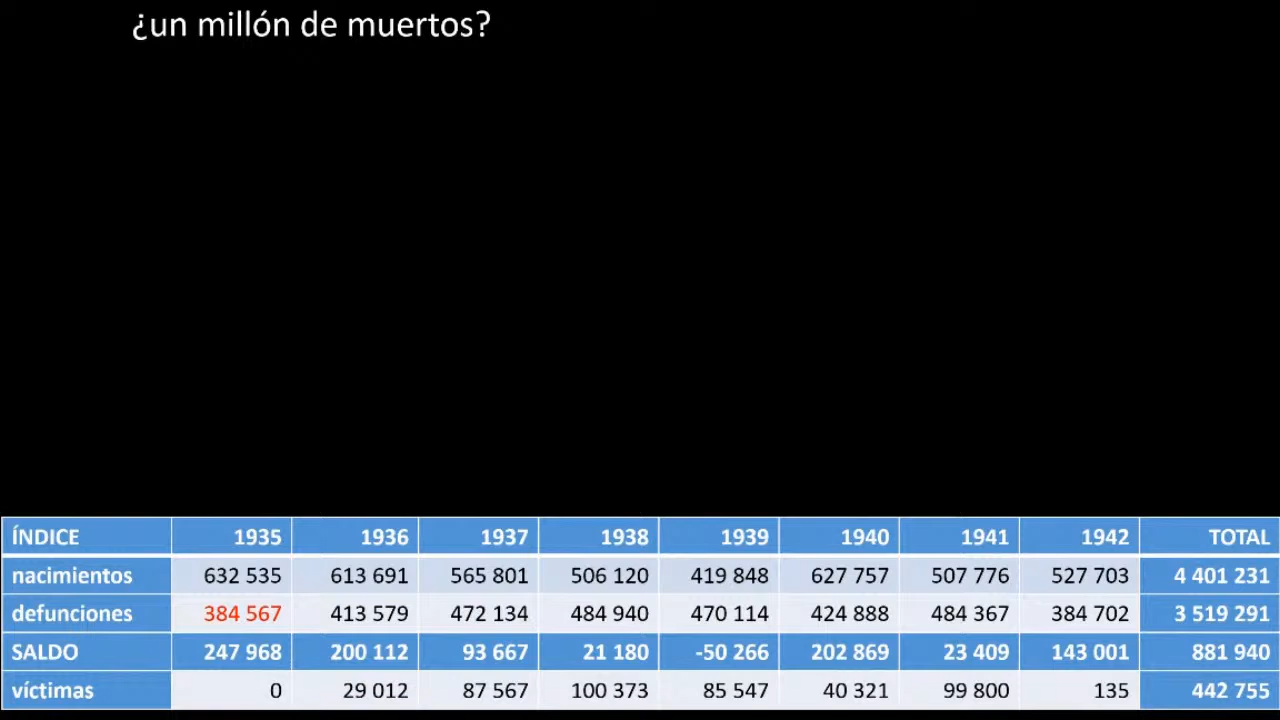 ¿un millón de muertos?
ÍNDICE 1935 1936 1937 1938 1939 1940 1941 1942 TOTAL
nacimientos 632 535 613 691 565 801 506 120 419 848 627 757 507 776 527 703 4 401 231
defunciones 384 567 413 579 472 134 484 940 470 114 424 888 484 367 384 702 3 519 291
SALDO 247 968 200 112 93 667 21 180 -50 266 202 869 23 409 143 001 881 940
víctimas 0 29 012 87 567 100 373 85 547 40 321 99 800 135 442 755